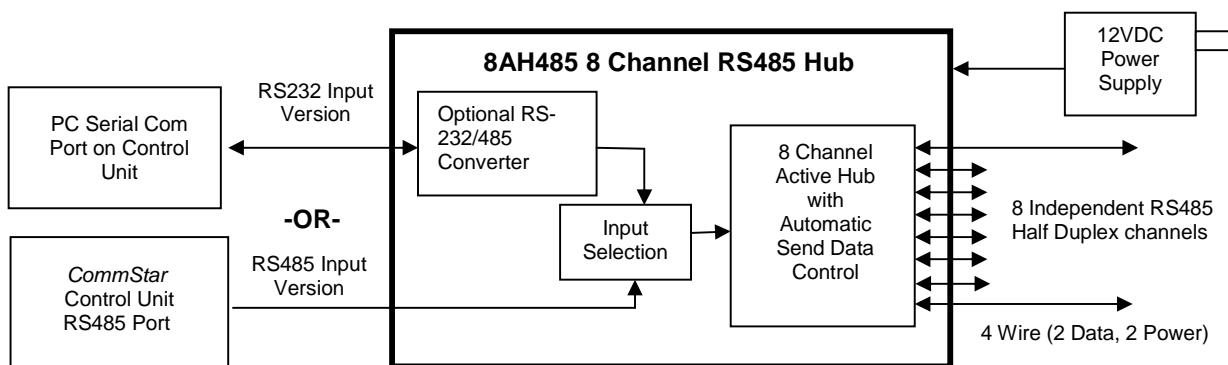 8AH485 8 Channel RS485 Hub
12VDC
Power
Supply
RS232 Input
Version
PC Serial Com
Port on Control
Unit
Optional RS-
232/485
Converter
8 Channel
Active Hub
with
Automatic
Send Data
Control
-OR-
Input
Selection
8 Independent RS485
Half Duplex channels
CommStar
Control Unit
RS485 Port
RS485 Input
Version
4 Wire (2 Data, 2 Power)